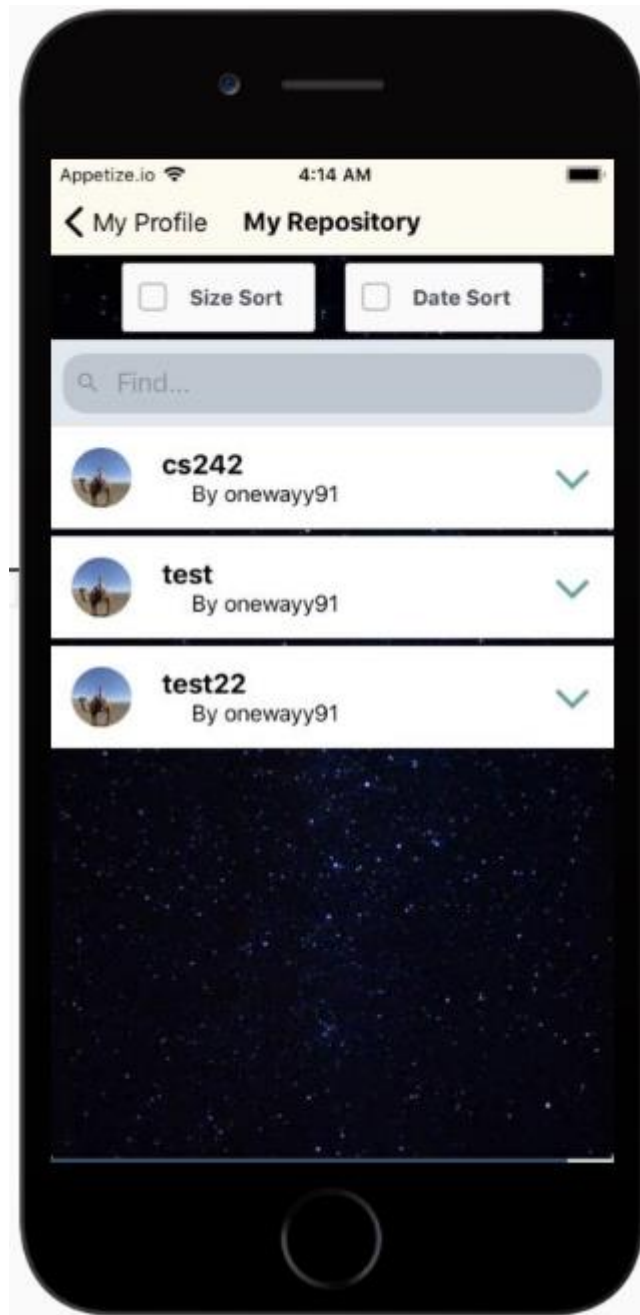 Appetize.io 4:14 AM
My Profile My Repository
Size Sort Date Sort
Find...
cs242
By onewayy91
test
By onewayy91
test22
By onewayy91